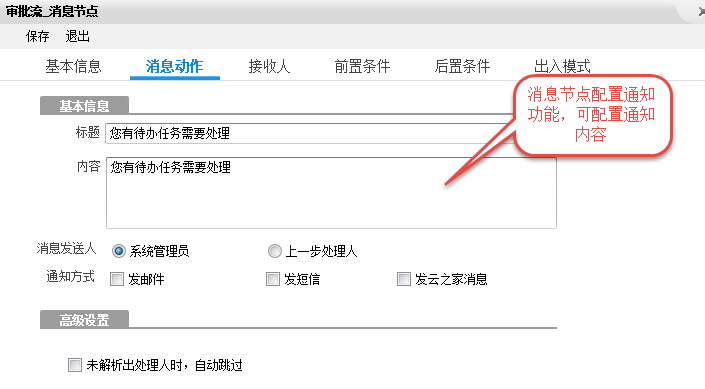 审批流_消息节点
保存 退出
基本信息 消息动作 接收人 前置条件 后置条件 出入模式
消息节点配置通知
功能，可配置通知
内容
基本信息
标题 您有待办任务需要处理
内容 您有待办任务需要处理
消息发送人 系统管理员 上一步处理人
通知方式 发邮件 发短信 发云之家消息
高级设置
未解析出处理人时，自动跳过